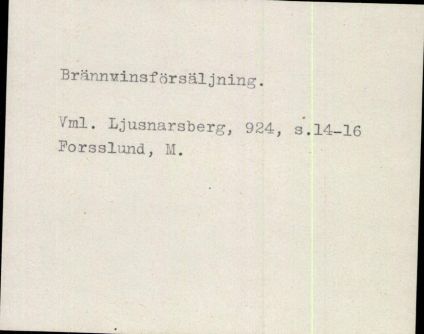 Brännvinsförsäljning.
Vml. Ljusnarsberg, 924, s.14-16
Forsslund, M.